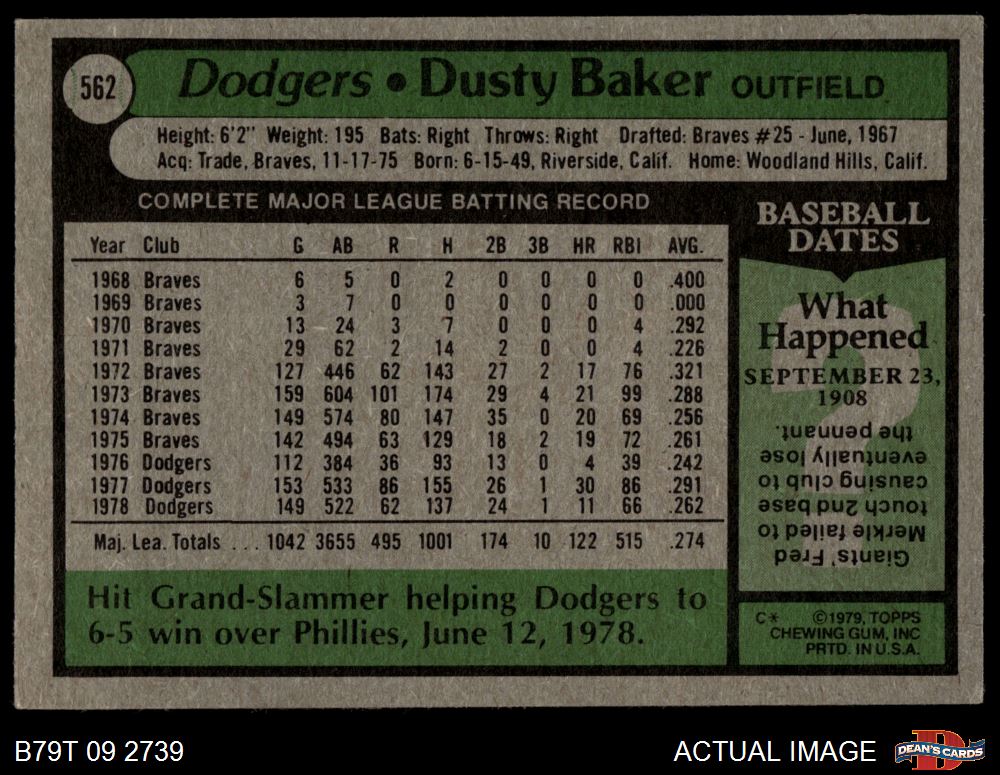 562
Dodgers • Dusty Baker OUTFIELD
Height: 6'2" Weight: 195 Bats: Right Throws: Right Drafted: Braves #25 - June, 1967
Acq: Trade, Braves, 11-17-75 Born: 6-15-49, Riverside, Calif. Home: Woodland Hills, Calif.
COMPLETE MAJOR LEAGUE BATTING RECORD
Year Club G AB R H 2B 3B HR RBI AVG.
1968 Braves 6 5 0 2 0 0 0 0 .400
1969 Braves 3 7 0 0 0 0 0 0 .000
1970 Braves 13 24 3 7 0 0 0 4 .292
1971 Braves 29 62 2 14 2 0 0 4 .226
1972 Braves 127 446 62 143 27 2 17 76 .321
1973 Braves 159 604 101 174 29 4 21 99 .288
1974 Braves 149 574 80 147 35 0 20 69 .256
1975 Braves 142 494 63 129 18 2 19 72 .261
1976 Dodgers 112 384 36 93 13 0 4 39 .242
1977 Dodgers 153 533 86 155 26 1 30 86 .291
1978 Dodgers 149 522 62 137 24 1 11 66 .262
Maj. Lea. Totals ... 1042 3655 495 1001 174 10 122 515 .274
Hit Grand-Slammer helping Dodgers to
6-5 win over Phillies, June 12, 1978.
BASEBALL
DATES
What
Happened
SEPTEMBER 23,
1908
Giants' Fred
Merkle failed to
touch 2nd base
causing club to
eventually lose
the pennant.
C* ©1979, TOPPS
CHEWING GUM, INC
PRTD. IN U.S.A.
B79T 09 2739
ACTUAL IMAGE
D
DEAN'S CARDS